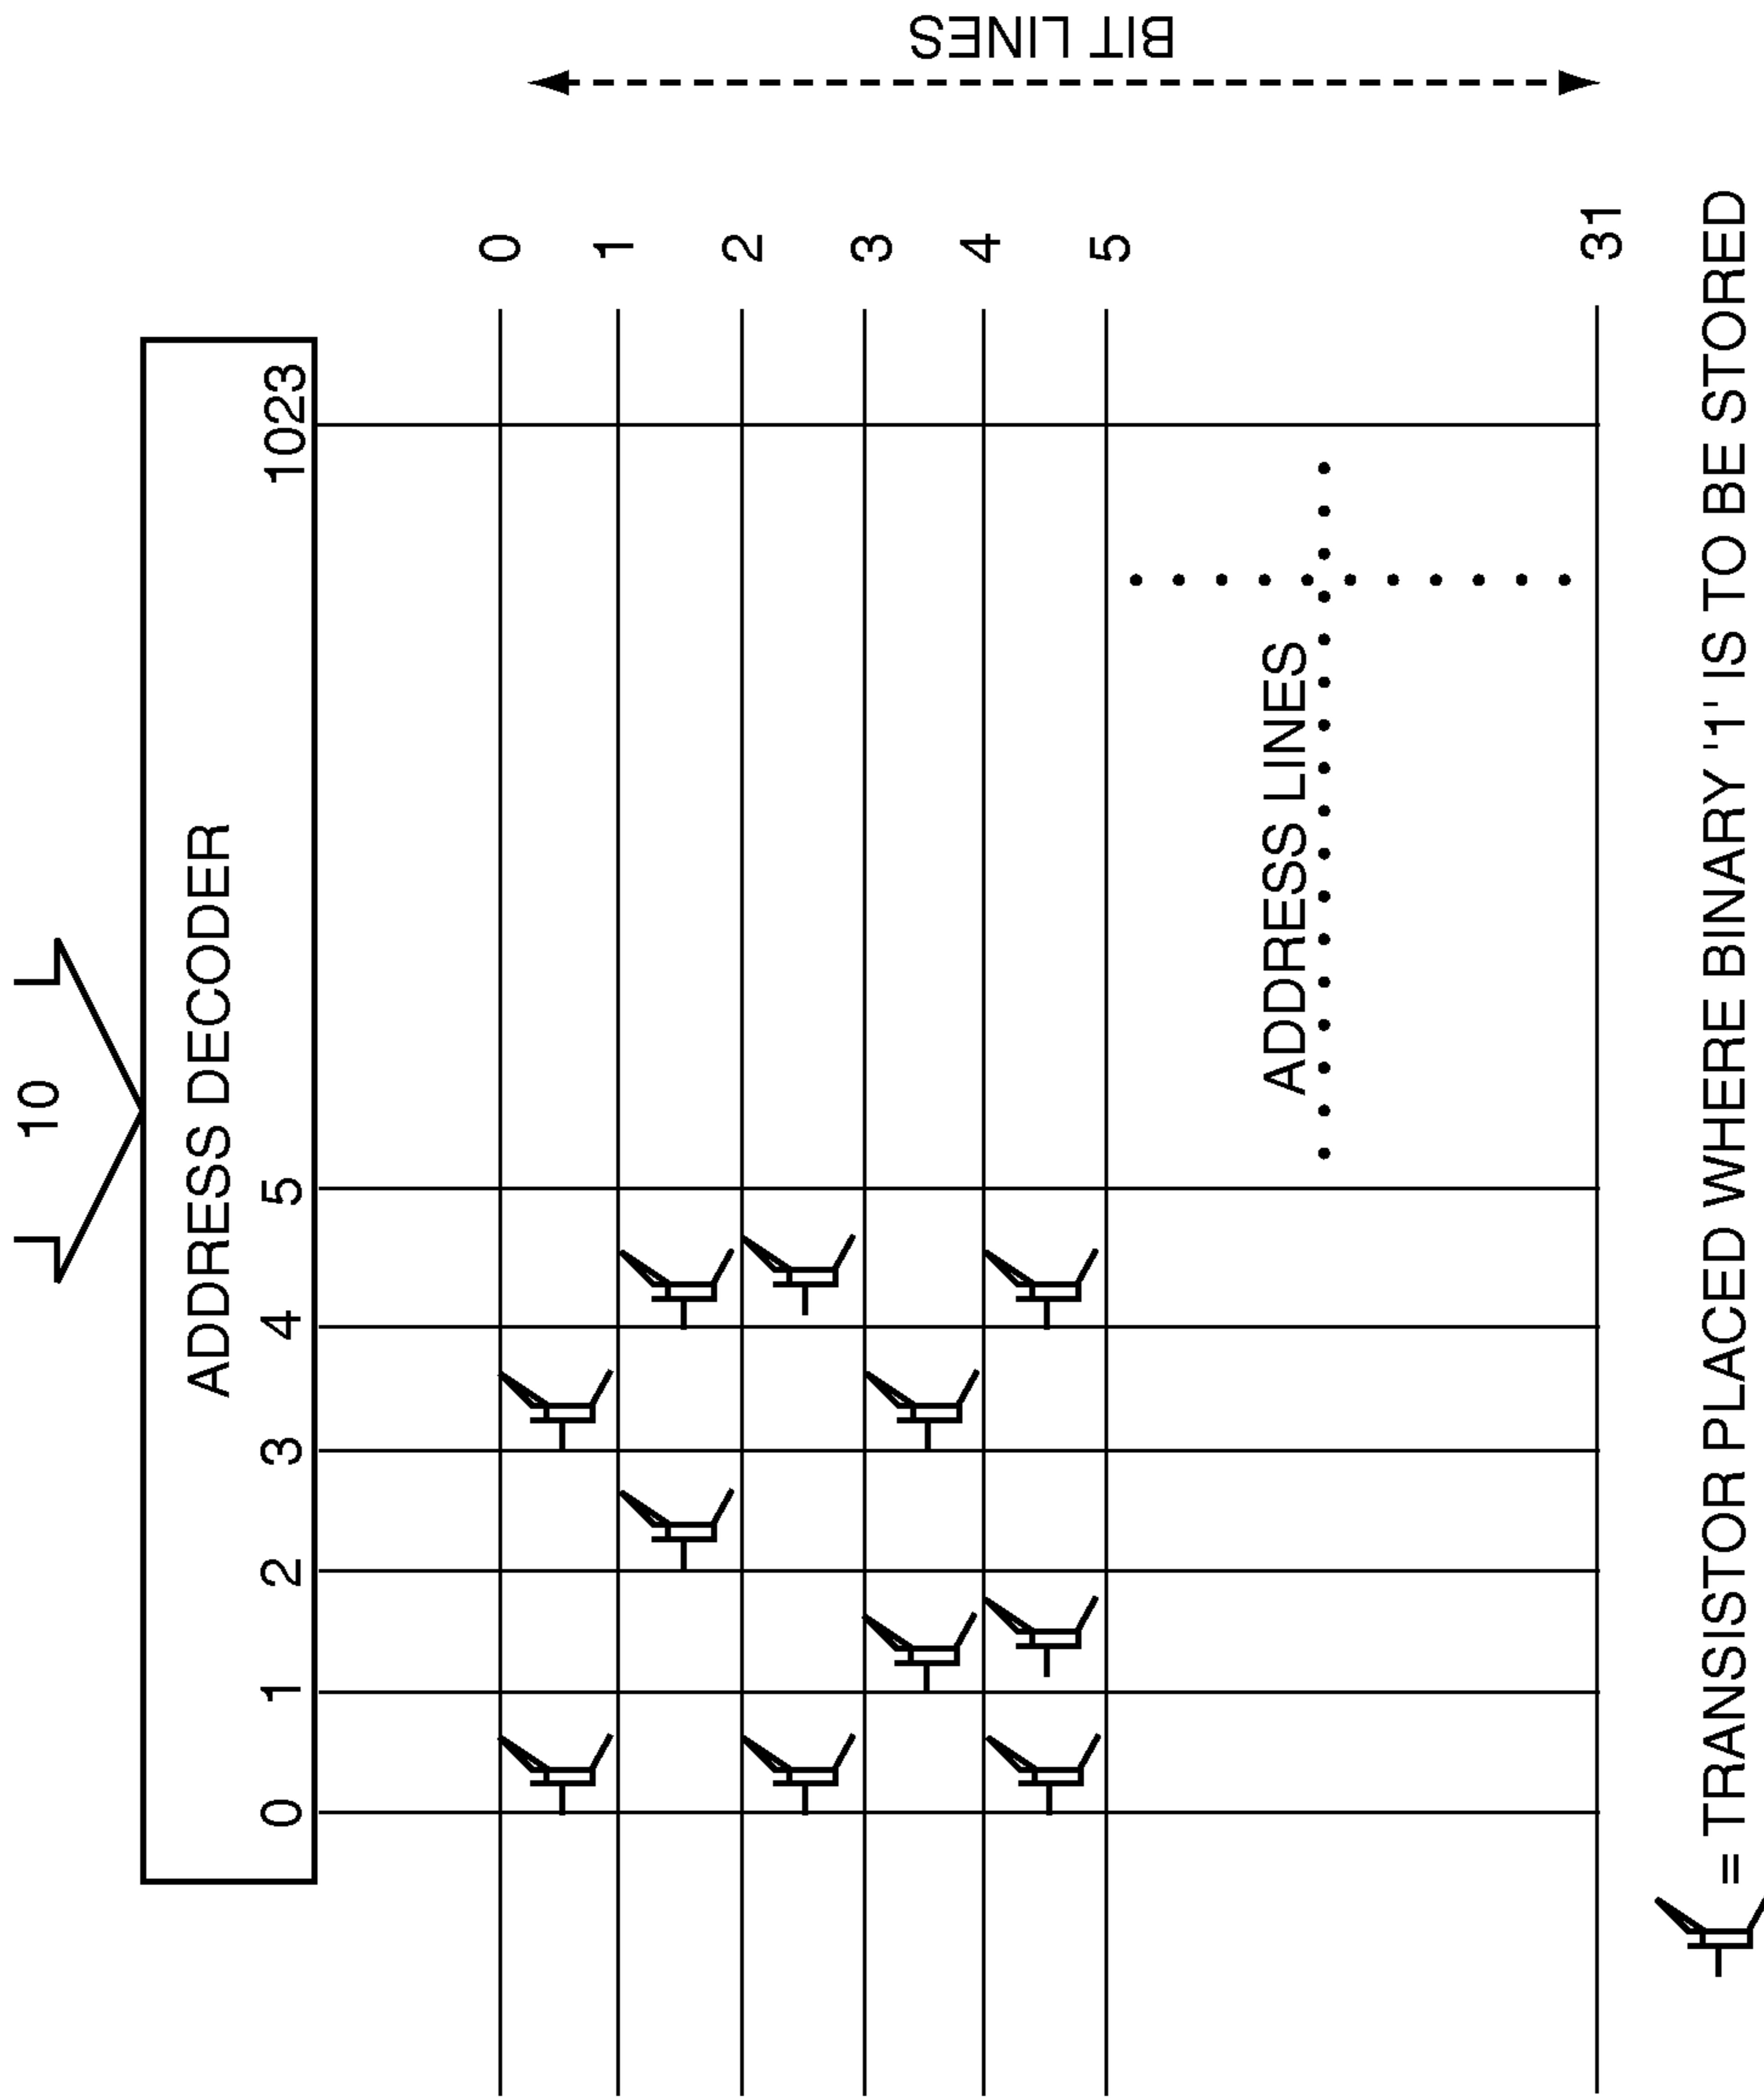 10
ADDRESS DECODER
0 1 2 3 4 5 1023
0
1
2
3
4
5
31
BIT LINES
ADDRESS LINES
= TRANSISTOR PLACED WHERE BINARY '1' IS TO BE STORED